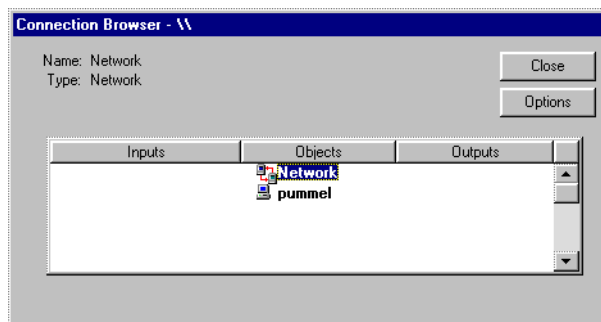 Connection Browser - \\
Name: Network
Close
Type: Network
Options
Inputs Objects Outputs
Network
pummel